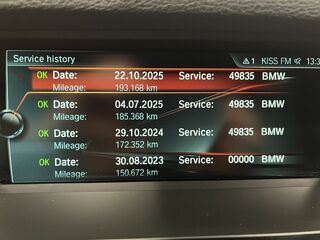 Service history ⚠1 KISS FM
OK Date: 22.10.2025 Service: 49835 BMW
Mileage: 193.168 km
OK Date: 04.07.2025 Service: 49835 BMW
Mileage: 185.368 km
OK Date: 29.10.2024 Service: 49835 BMW
Mileage: 172.352 km
OK Date: 30.08.2023 Service: 00000 BMW
Mileage: 150.672 km